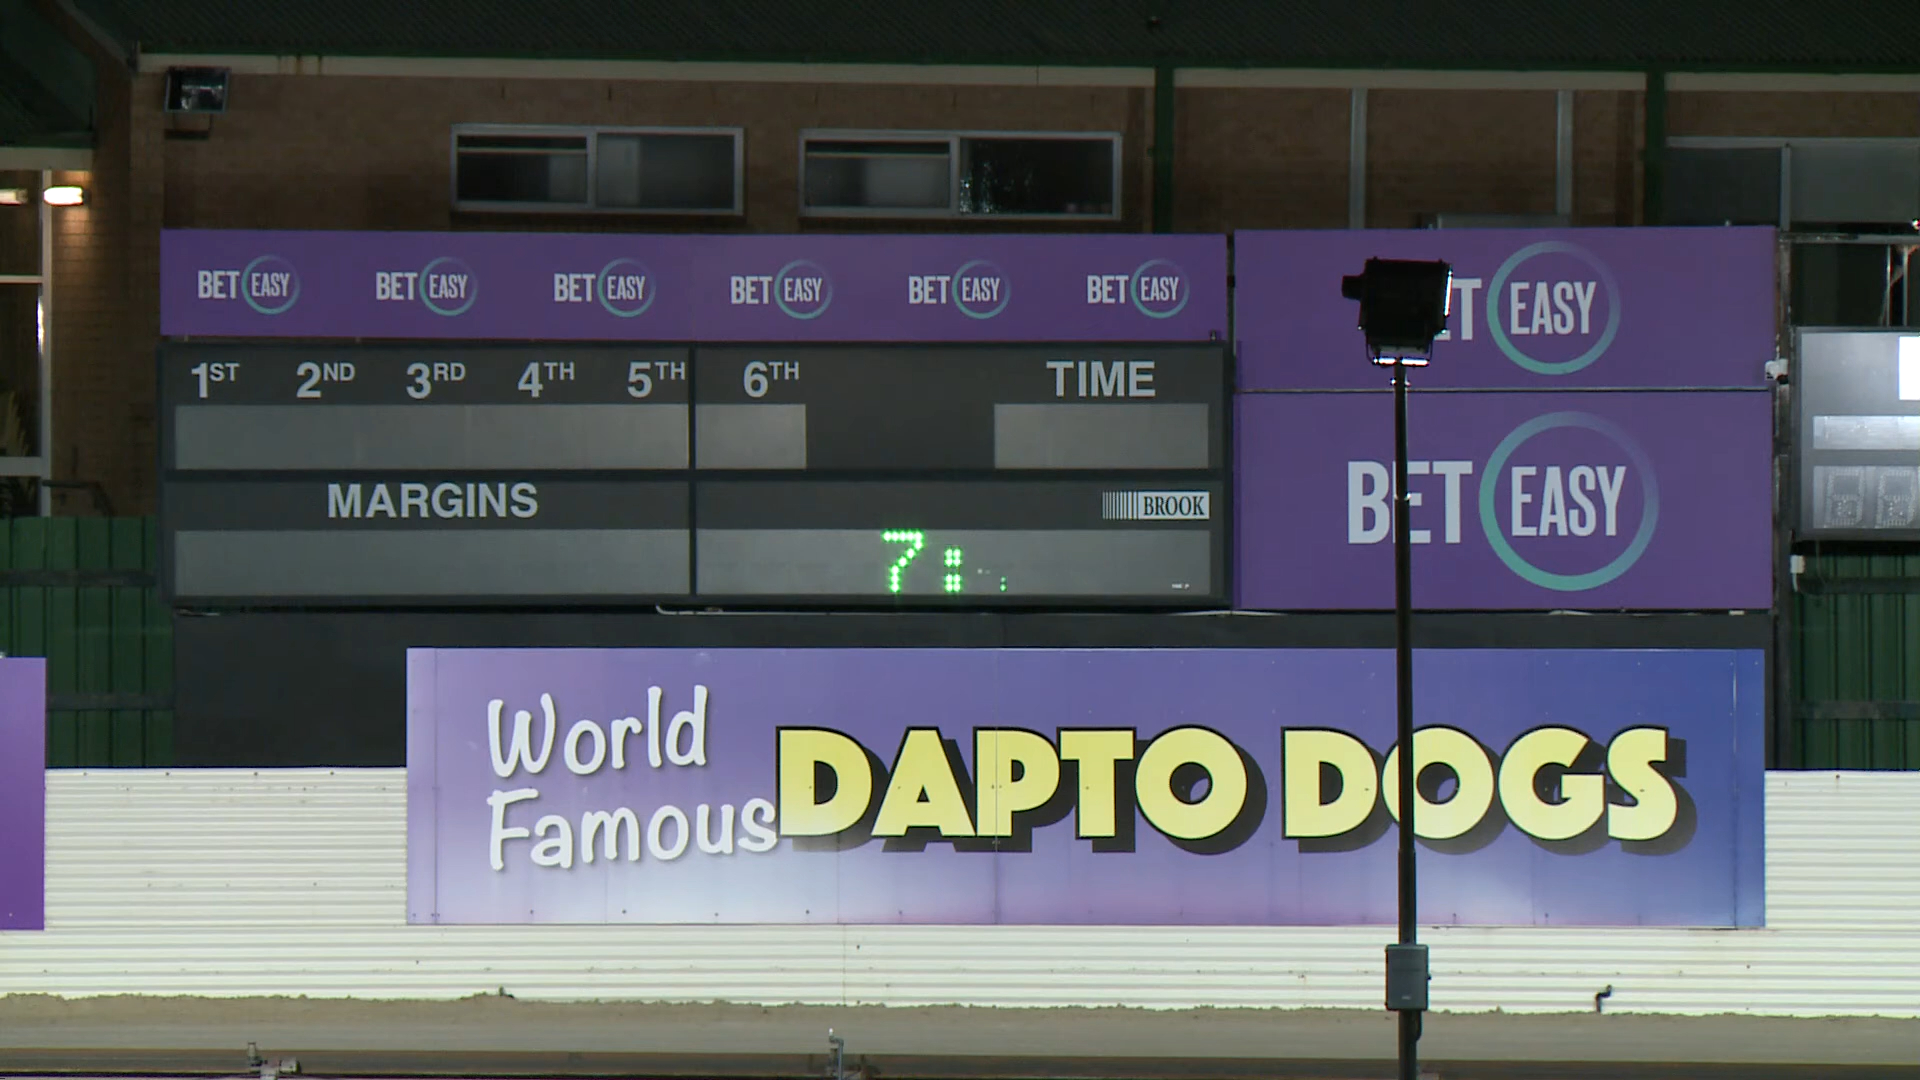 BET EASY BET EASY BET EASY BET EASY BET EASY BET EASY
T EASY
1ST 2ND 3RD 4TH 5TH 6TH TIME
MARGINS
BROOK
BET EASY
7:
World
Famous
DAPTO DOGS